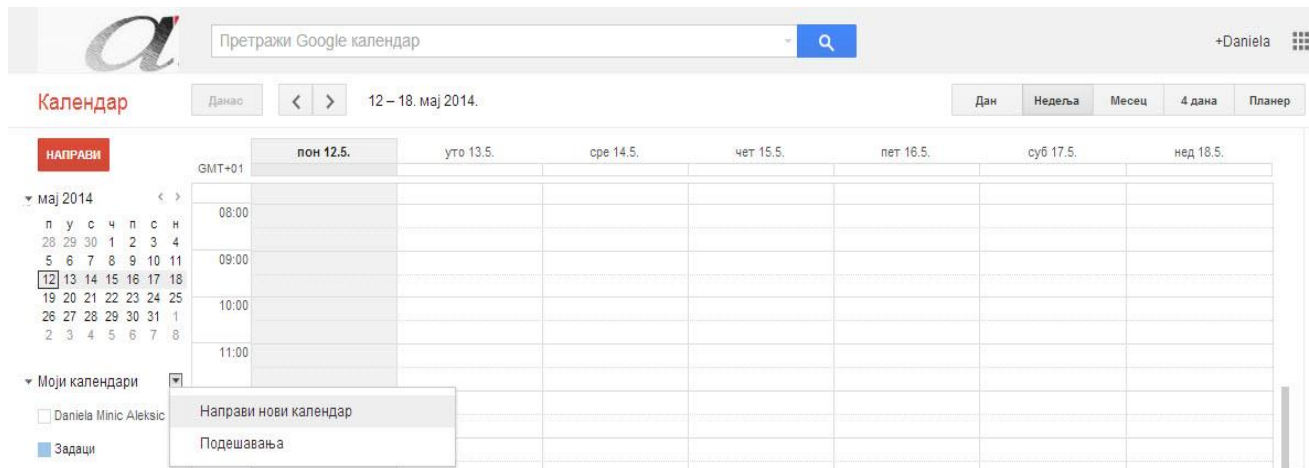 a
Претражи Google календар
+Daniela
Календар
Данас
12 – 18. мај 2014.
Дан
Недеља
Месец
4 дана
Планер
НАПРАВИ
GMT+01
пон 12.5.
уто 13.5.
сре 14.5.
чет 15.5.
пет 16.5.
суб 17.5.
нед 18.5.
мај 2014
п у с ч п с н
28 29 30 1 2 3 4
5 6 7 8 9 10 11
12 13 14 15 16 17 18
19 20 21 22 23 24 25
26 27 28 29 30 31 1
2 3 4 5 6 7 8
08:00
09:00
10:00
11:00
Моји календари
Daniela Minic Aleksic
Задаци
Направи нови календар
Подешавања